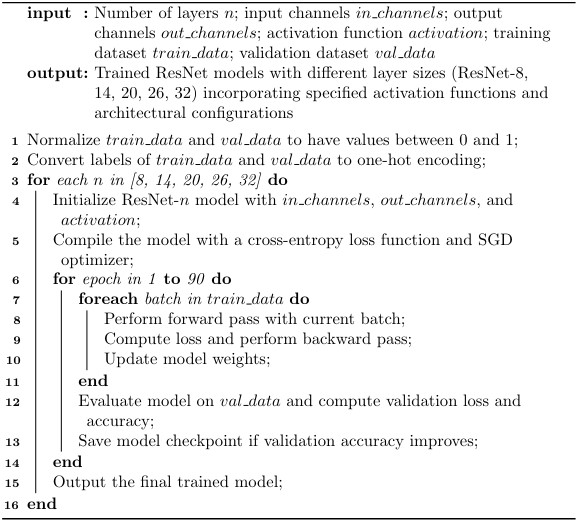 input : Number of layers n; input channels in_channels; output
channels out_channels; activation function activation; training
dataset train_data; validation dataset val_data
output: Trained ResNet models with different layer sizes (ResNet-8,
14, 20, 26, 32) incorporating specified activation functions and
architectural configurations
1 Normalize train_data and val_data to have values between 0 and 1;
2 Convert labels of train_data and val_data to one-hot encoding;
3 for each n in [8, 14, 20, 26, 32] do
4 Initialize ResNet-n model with in_channels, out_channels, and
activation;
5 Compile the model with a cross-entropy loss function and SGD
optimizer;
6 for epoch in 1 to 90 do
7 foreach batch in train_data do
8 Perform forward pass with current batch;
9 Compute loss and perform backward pass;
10 Update model weights;
11 end
12 Evaluate model on val_data and compute validation loss and
accuracy;
13 Save model checkpoint if validation accuracy improves;
14 end
15 Output the final trained model;
16 end